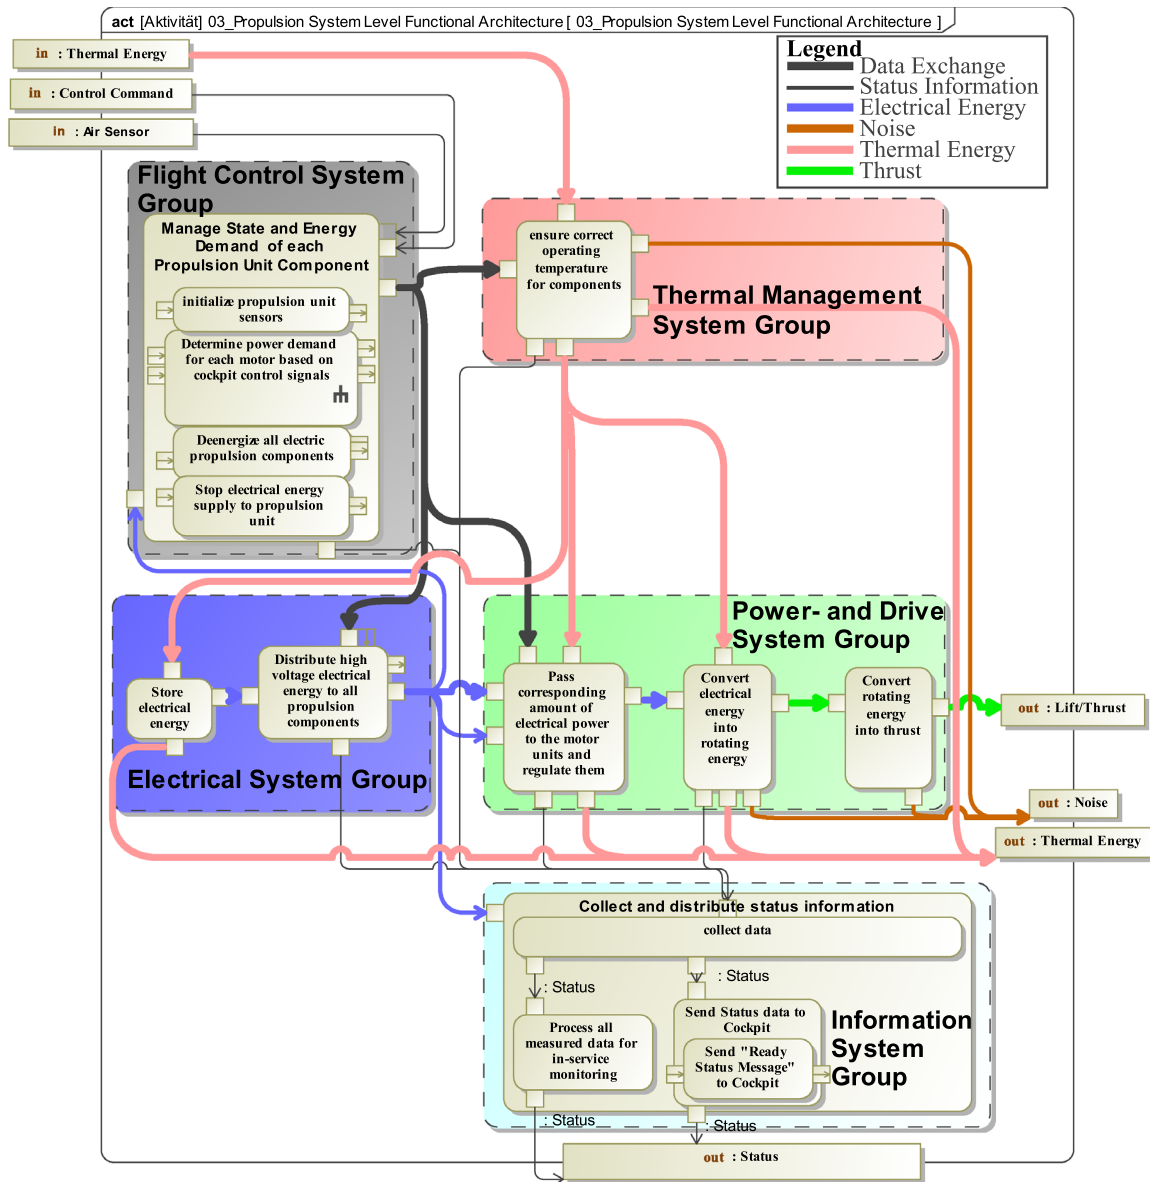 act [Aktivität] 03_Propulsion System Level Functional Architecture [ 03_Propulsion System Level Functional Architecture ]
in : Thermal Energy
in : Control Command
in : Air Sensor
Legend
Data Exchange
Status Information
Electrical Energy
Noise
Thermal Energy
Thrust
Flight Control System
Group
Manage State and Energy
Demand of each
Propulsion Unit Component
initialize propulsion unit
sensors
Determine power demand
for each motor based on
cockpit control signals
Deenergize all electric
propulsion components
Stop electrical energy
supply to propulsion
unit
ensure correct
operating
temperature
for components
Thermal Management
System Group
Power- and Drive
System Group
Store
electrical
energy
Distribute high
voltage electrical
energy to all
propulsion
components
Electrical System Group
Pass
corresponding
amount of
electrical power
to the motor
units and
regulate them
Convert
electrical
energy
into
rotating
energy
Convert
rotating
energy
into thrust
out : Lift/Thrust
out : Noise
out : Thermal Energy
Collect and distribute status information
collect data
: Status
: Status
Process all
measured data for
in-service
monitoring
Send Status data to
Cockpit
Send "Ready
Status Message"
to Cockpit
Information
System
Group
: Status
: Status
out : Status